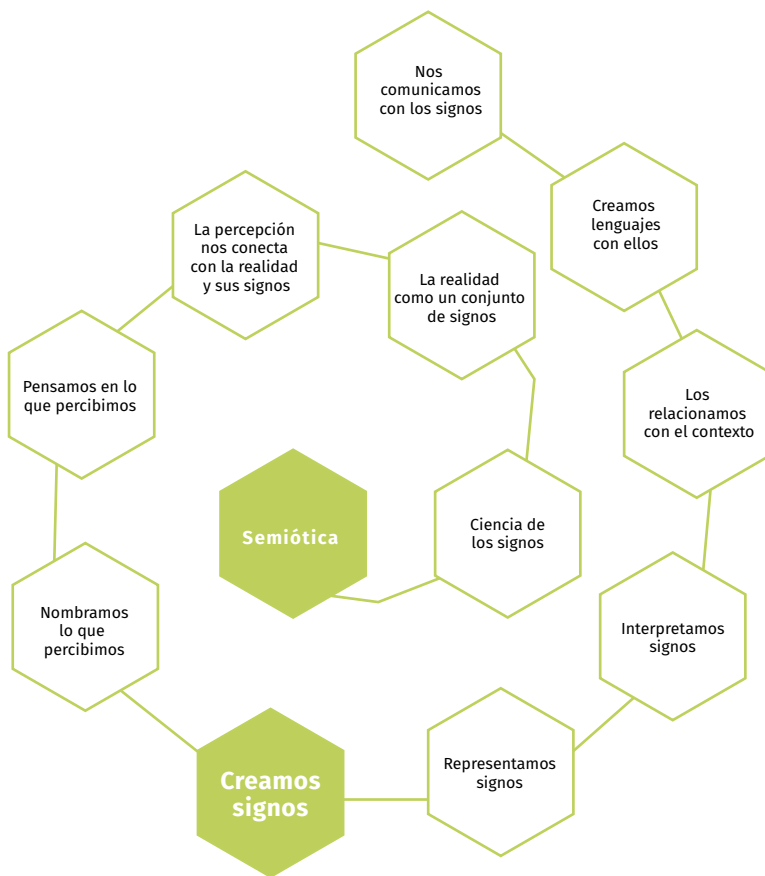 Nos
comunicamos
con los signos
Creamos
lenguajes
con ellos
La percepción
nos conecta
con la realidad
y sus signos
La realidad
como un conjunto
de signos
Pensamos en lo
que percibimos
Los
relacionamos
con el contexto
Semiótica
Ciencia de
los signos
Nombramos
lo que
percibimos
Interpretamos
signos
Creamos
signos
Representamos
signos